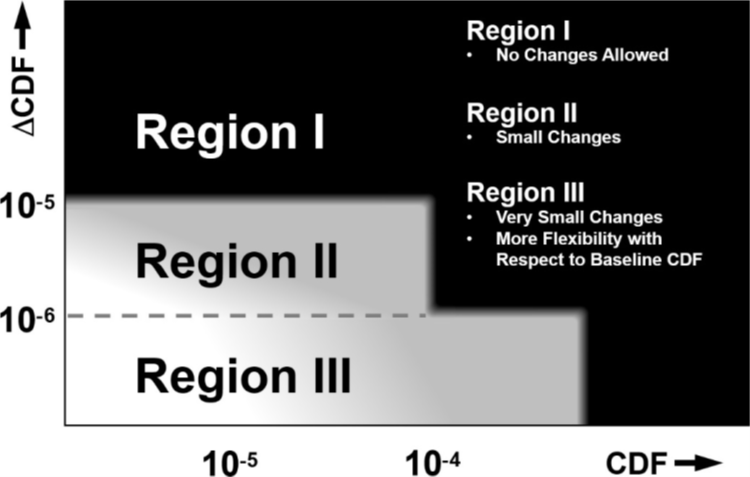 ΔCDF →
Region I
• No Changes Allowed
Region II
• Small Changes
Region III
• Very Small Changes
• More Flexibility with
Respect to Baseline CDF
Region I
10⁻⁵
Region II
10⁻⁶
Region III
10⁻⁵
10⁻⁴
CDF →